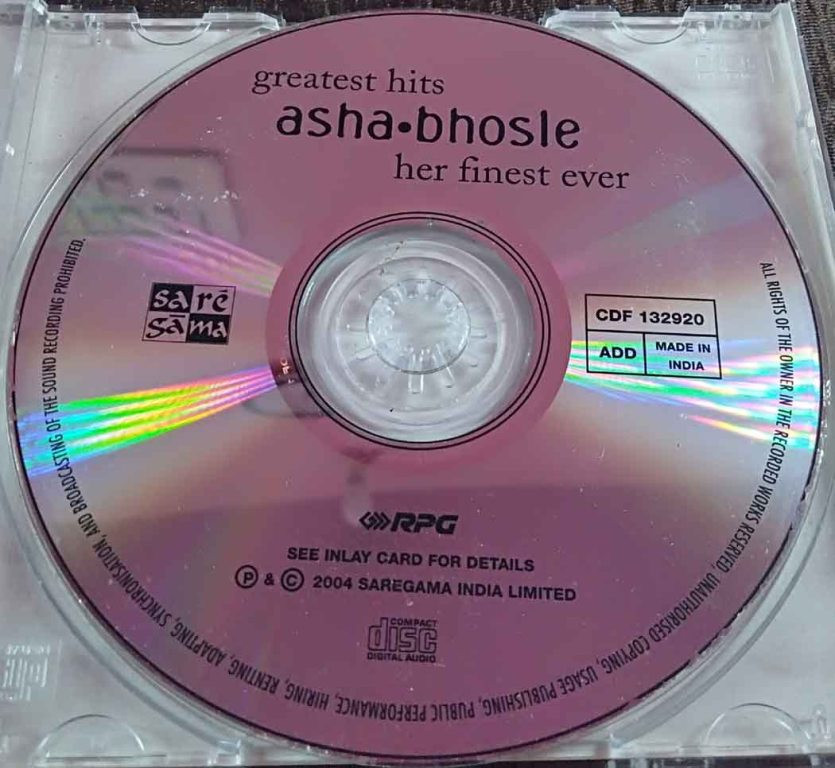 greatest hits
asha•bhosle
her finest ever
sa rē
gā ma
CDF 132920
ADD
MADE IN
INDIA
RPG
SEE INLAY CARD FOR DETAILS
Ⓟ & © 2004 SAREGAMA INDIA LIMITED
COMPACT
disc
DIGITAL AUDIO
ALL RIGHTS OF THE OWNER IN THE RECORDED WORKS RESERVED, UNAUTHORISED COPYING, USAGE PUBLISHING, PUBLIC PERFORMANCE, HIRING, RENTING, ADAPTING, SYNCHRONISATION, AND BROADCASTING OF THE SOUND RECORDING PROHIBITED.